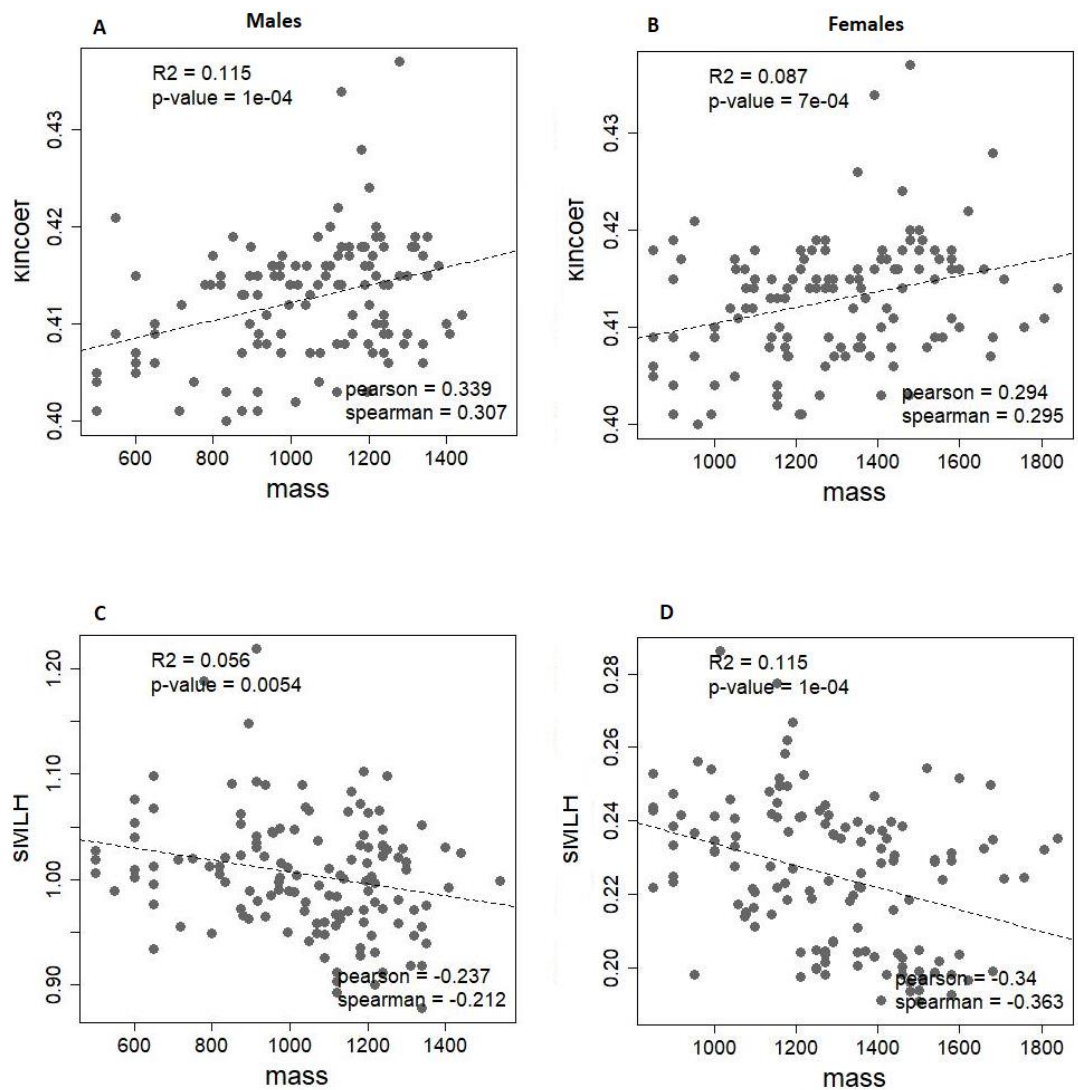 A Males
R2 = 0.115
p-value = 1e-04
0.43
0.42
0.41
0.40
KINCOEF
pearson = 0.339
spearman = 0.307
600 800 1000 1200 1400
mass
B Females
R2 = 0.087
p-value = 7e-04
0.43
0.42
0.41
0.40
KINCOEF
pearson = 0.294
spearman = 0.295
1000 1200 1400 1600 1800
mass
C
R2 = 0.056
p-value = 0.0054
1.20
1.10
1.00
0.90
sMLH
pearson = -0.237
spearman = -0.212
600 800 1000 1200 1400
mass
D
R2 = 0.115
p-value = 1e-04
0.28
0.26
0.24
0.22
0.20
sMLH
pearson = -0.34
spearman = -0.363
1000 1200 1400 1600 1800
mass